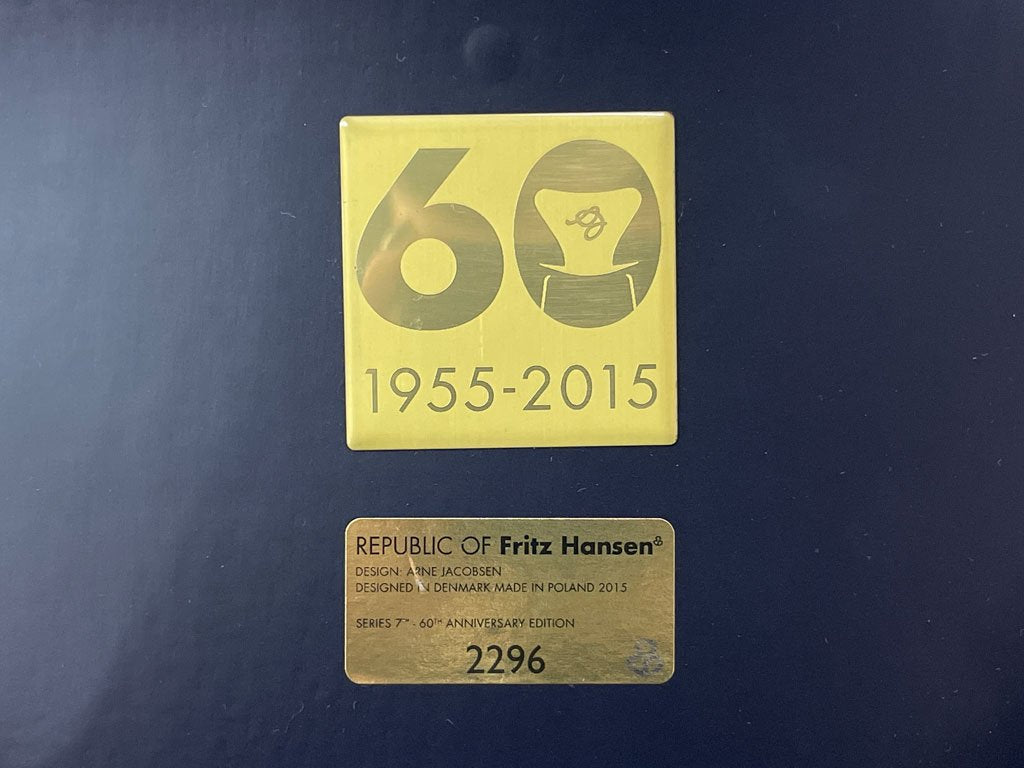 60
1955-2015
REPUBLIC OF Fritz Hansen
DESIGN: ARNE JACOBSEN
DESIGNED IN DENMARK MADE IN POLAND 2015
SERIES 7™ - 60TH ANNIVERSARY EDITION
2296